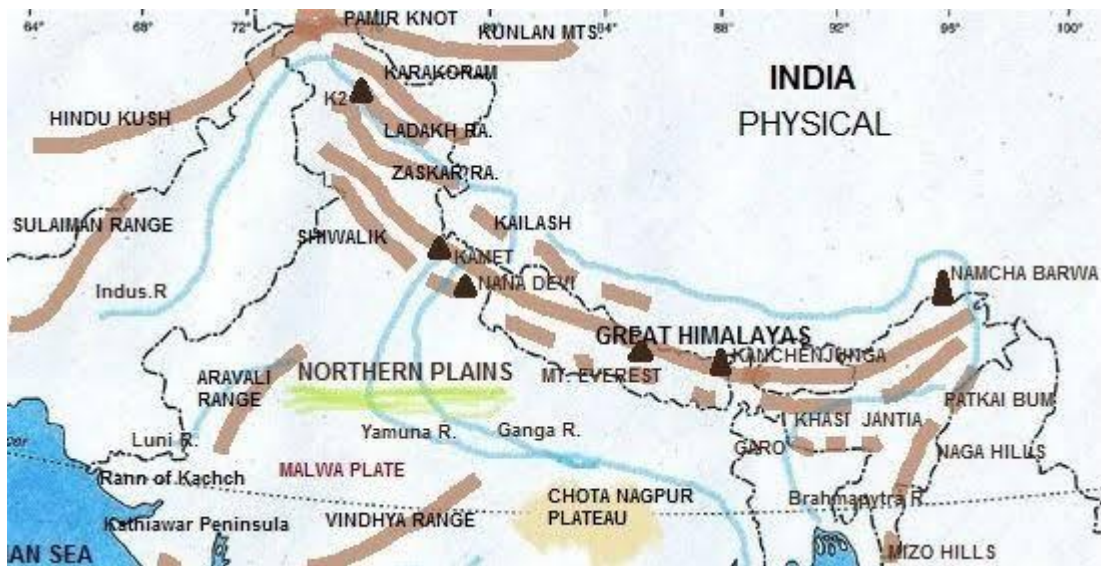 PAMIR KNOT
64°
68°
72°
76°
80°
84°
88°
92°
96°
100°
KUNLAN MTS.
KARAKORAM
INDIA
PHYSICAL
K2
HINDU KUSH
LADAKH RA.
ZASKAR RA.
SULAIMAN RANGE
KAILASH
SHIWALIK
KAMET
NAMCHA BARWA
NANA DEVI
Indus.R
GREAT HIMALAYAS
KANCHENJUNGA
MT. EVEREST
NORTHERN PLAINS
ARAVALI
RANGE
PATKAI BUM
KHASI JANTIA
Luni R.
Yamuna R.
Ganga R.
GARO
NAGA HILLS
MALWA PLATE
Rann of Kachch
CHOTA NAGPUR
PLATEAU
Brahmapytra R
Kathiawar Peninsula
VINDHYA RANGE
AN SEA
MIZO HILLS